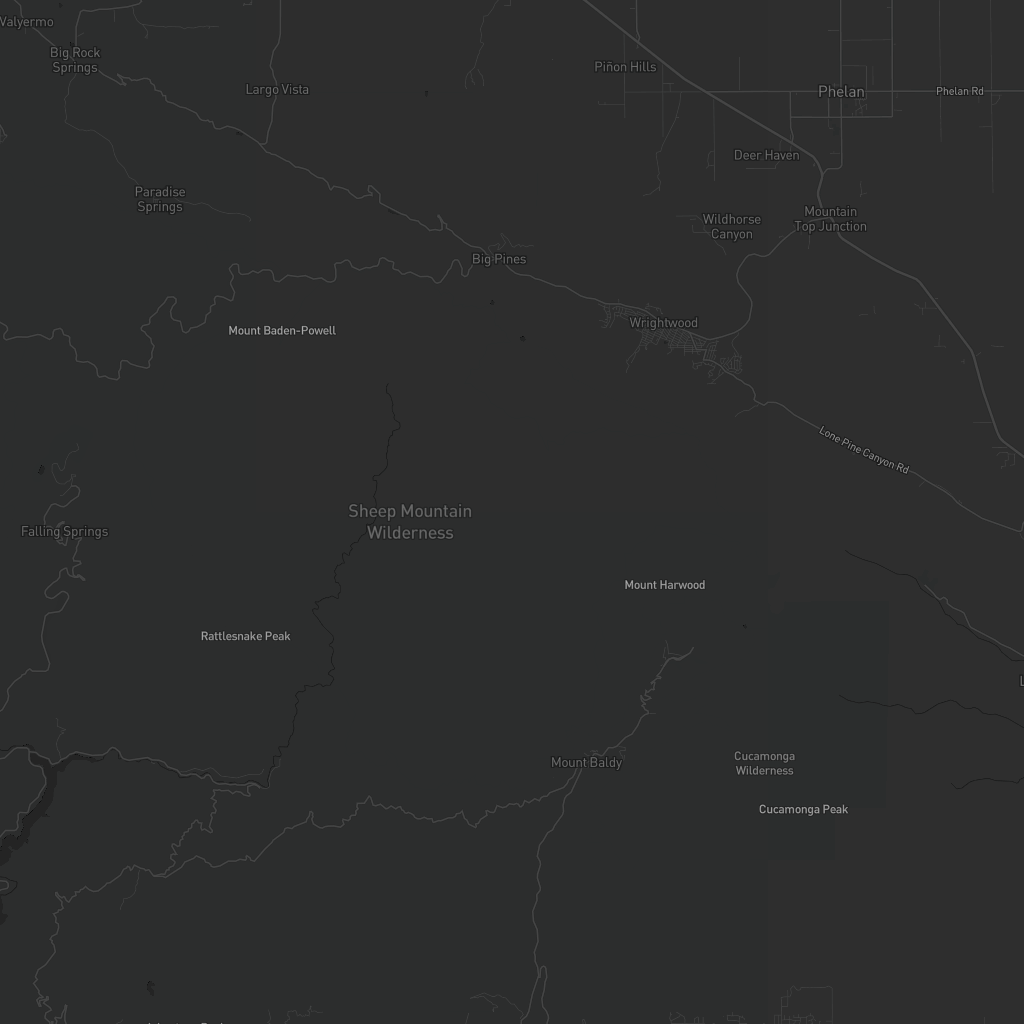 Valyermo
Big Rock
Springs
Largo Vista
Piñon Hills
Phelan
Phelan Rd
Deer Haven
Paradise
Springs
Wildhorse
Canyon
Mountain
Top Junction
Big Pines
Mount Baden-Powell
Wrightwood
Lone Pine Canyon Rd
Sheep Mountain
Wilderness
Falling Springs
Mount Harwood
Rattlesnake Peak
Mount Baldy
Cucamonga
Wilderness
Cucamonga Peak